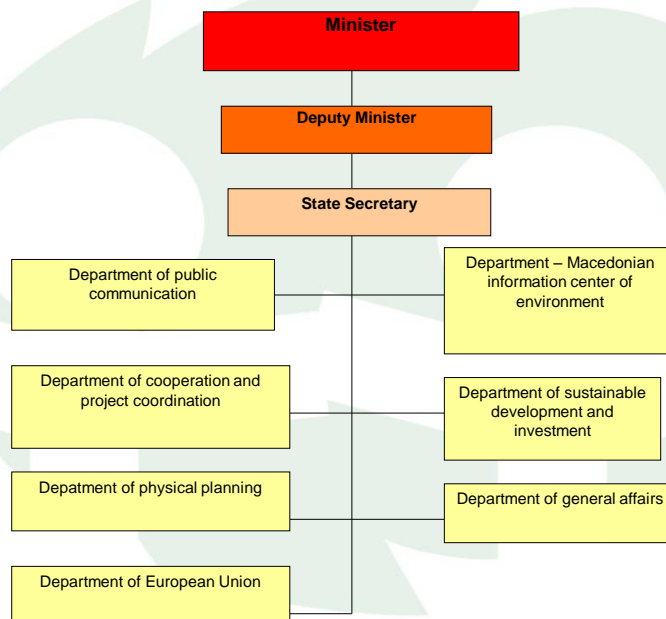 Minister
Deputy Minister
State Secretary
Department of public
communication
Department – Macedonian
information center of
environment
Department of cooperation and
project coordination
Department of sustainable
development and
investment
Depatment of physical planning
Department of general affairs
Department of European Union